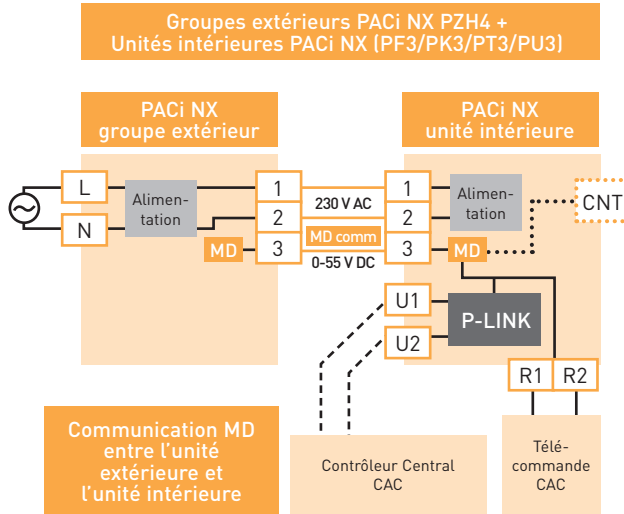 Groupes extérieurs PACi NX PZH4 +
Unités intérieures PACi NX (PF3/PK3/PT3/PU3)
PACi NX
groupe extérieur
PACi NX
unité intérieure
L
N
Alimen-
tation
1
2
3
MD
230 V AC
MD comm
0-55 V DC
1
2
3
Alimen-
tation
MD
CNT
U1
U2
P-LINK
R1 R2
Communication MD
entre l'unité
extérieure et
l'unité intérieure
Contrôleur Central
CAC
Télé-
commande
CAC